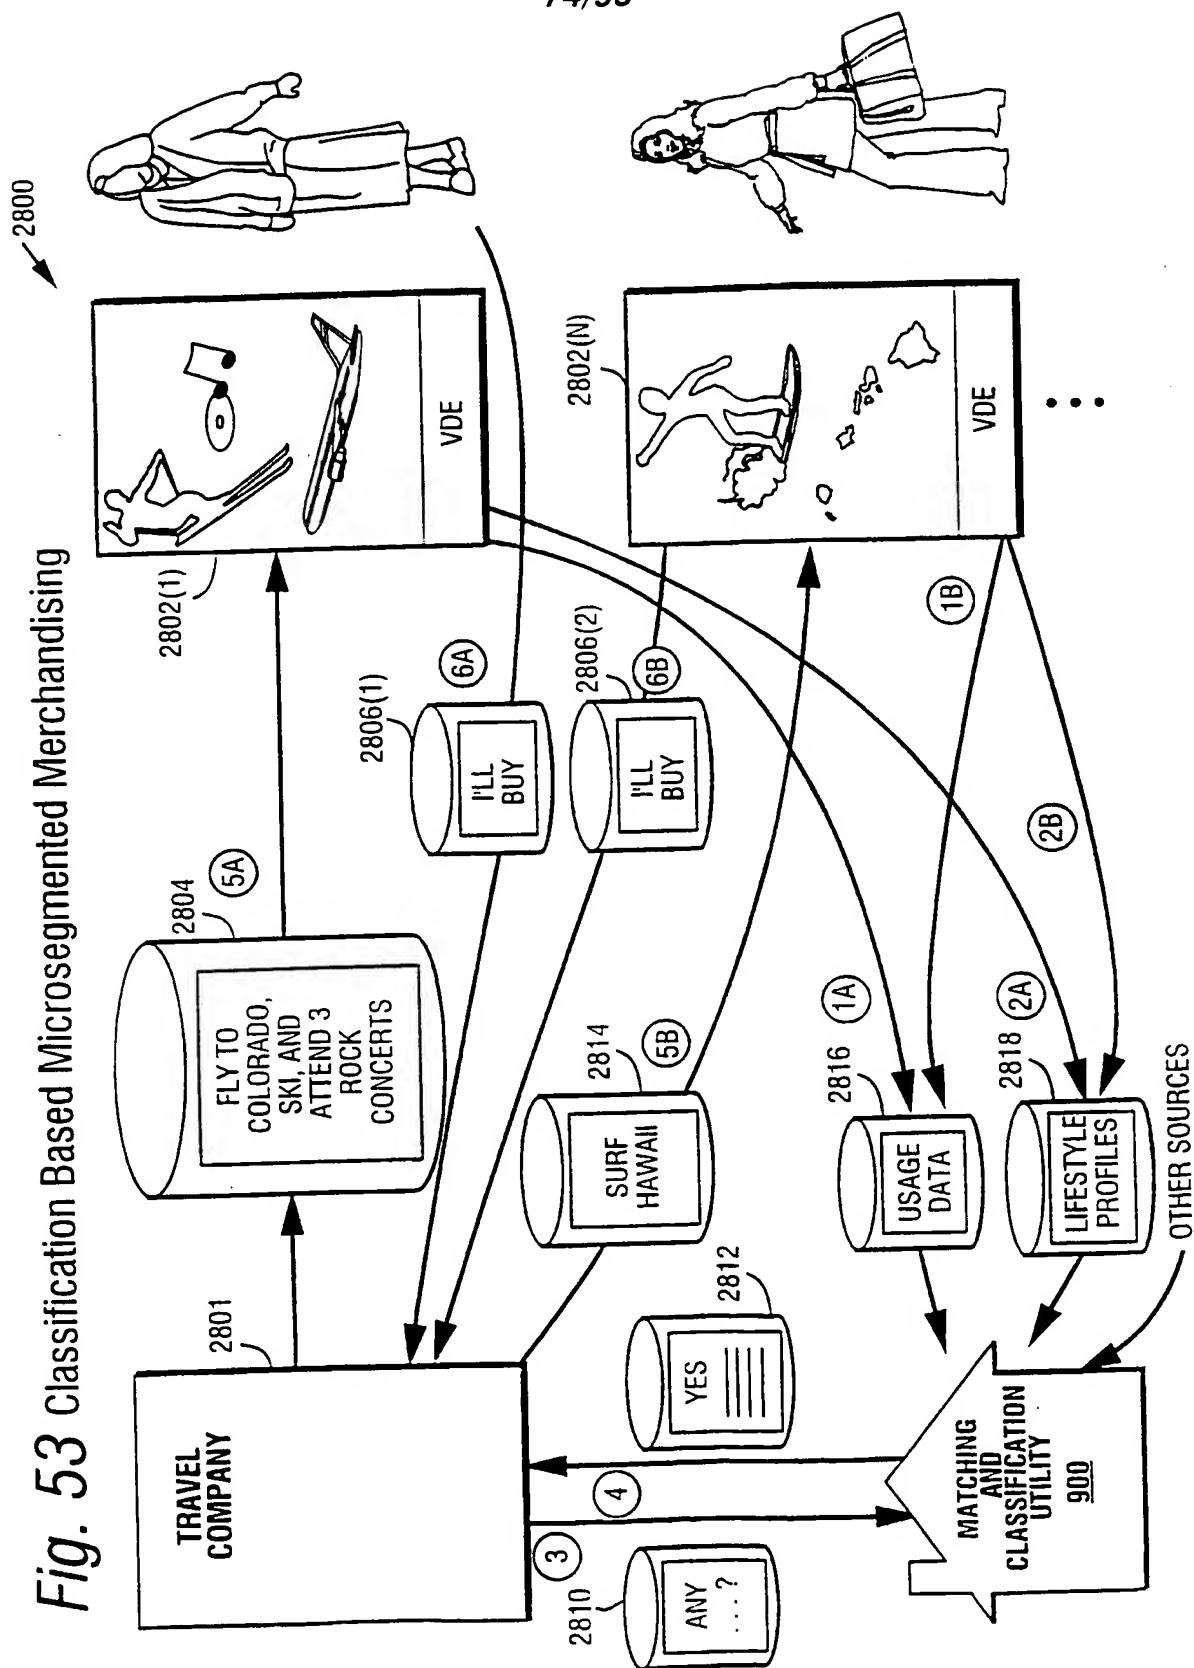 Fig. 53 Classification Based Microsegmented Merchandising
2800
TRAVEL
COMPANY
2801
FLY TO
COLORADO,
SKI, AND
ATTEND 3
ROCK
CONCERTS
2804
5A
2802(1)
VDE
2806(1)
I'LL
BUY
6A
2806(2)
I'LL
BUY
6B
2802(N)
VDE
...
SURF
HAWAII
2814
5B
1B
2B
2810
ANY
....?
3
4
YES
2812
2816
USAGE
DATA
1A
2818
LIFESTYLE
PROFILES
2A
MATCHING
AND
CLASSIFICATION
UTILITY
900
OTHER SOURCES